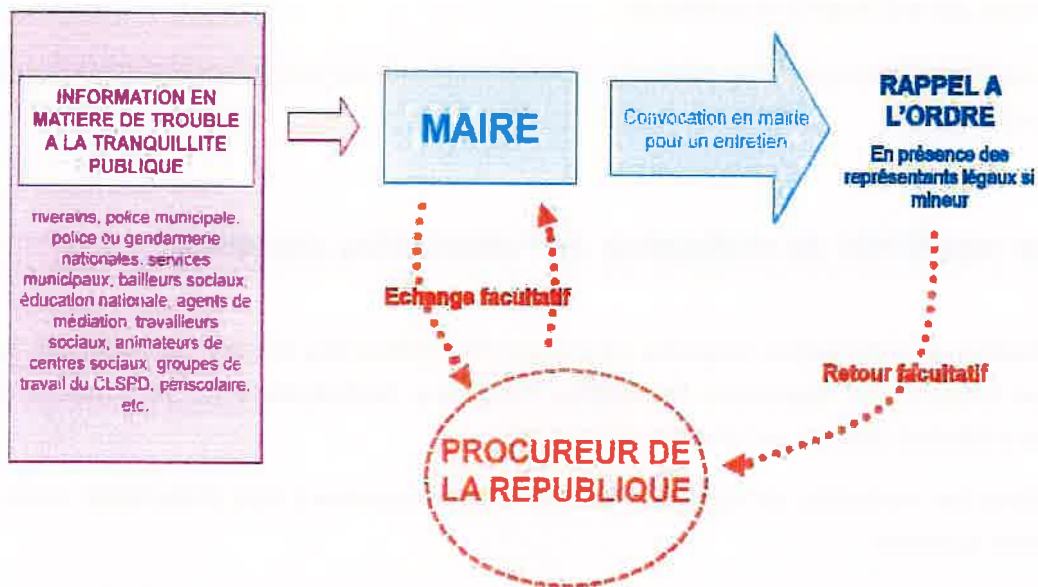 INFORMATION EN
MATIERE DE TROUBLE
A LA TRANQUILLITE
PUBLIQUE
riverains, police municipale,
police ou gendarmerie
nationales, services
municipaux, bailleurs sociaux,
éducation nationale, agents de
médiation, travailleurs
sociaux, animateurs de
centres sociaux, groupes de
travail du CLSPD, périscolaire,
etc.
MAIRE
Convocation en mairie
pour un entretien
RAPPEL A
L'ORDRE
En présence des
représentants légaux si
mineur
Echange facultatif
Retour facultatif
PROCUREUR DE
LA REPUBLIQUE